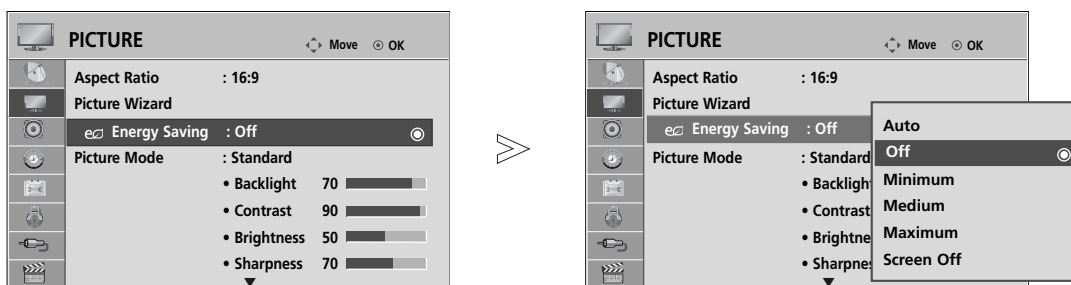 PICTURE Move OK
Aspect Ratio : 16:9
Picture Wizard
Energy Saving : Off
Picture Mode : Standard
• Backlight 70
• Contrast 90
• Brightness 50
• Sharpness 70
PICTURE Move OK
Aspect Ratio : 16:9
Picture Wizard
Energy Saving : Off
Picture Mode : Standard
• Backligh
• Contrast
• Brightne
• Sharpnes
Auto
Off
Minimum
Medium
Maximum
Screen Off